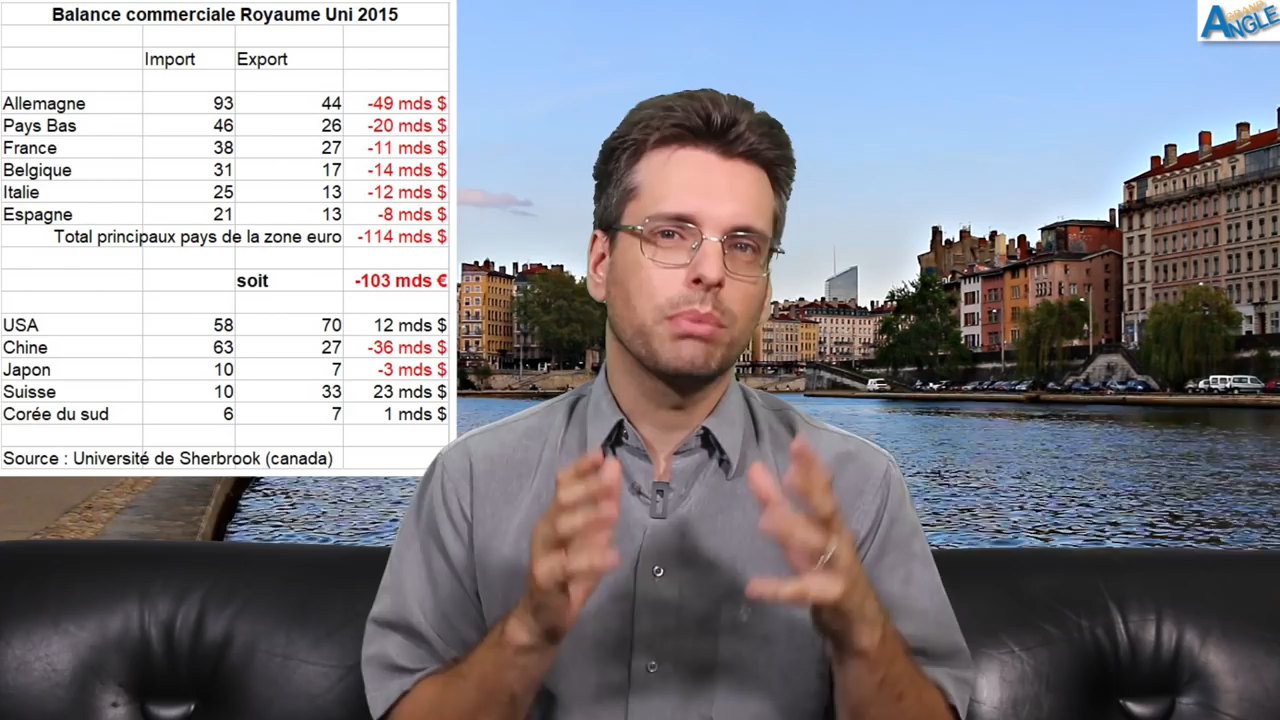 Balance commerciale Royaume Uni 2015
Import Export
Allemagne 93 44 -49 mds $
Pays Bas 46 26 -20 mds $
France 38 27 -11 mds $
Belgique 31 17 -14 mds $
Italie 25 13 -12 mds $
Espagne 21 13 -8 mds $
Total principaux pays de la zone euro -114 mds $
soit -103 mds €
USA 58 70 12 mds $
Chine 63 27 -36 mds $
Japon 10 7 -3 mds $
Suisse 10 33 23 mds $
Corée du sud 6 7 1 mds $
Source : Université de Sherbrook (canada)
GRAND
ANGLE